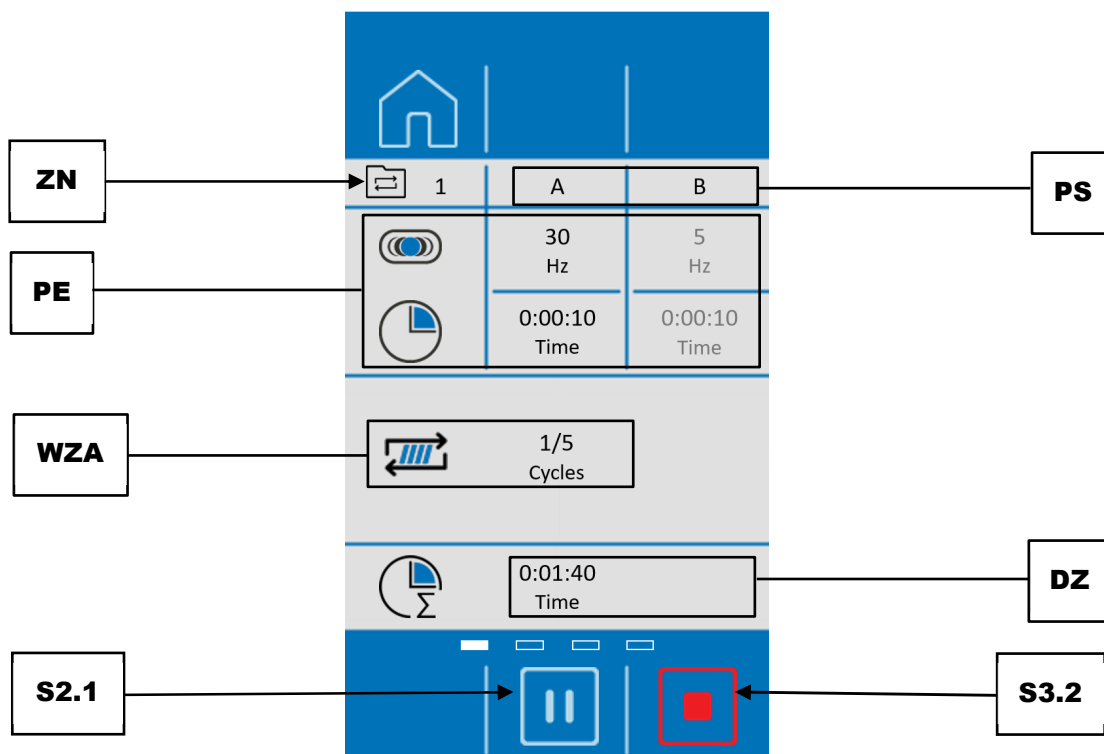 ZN
1
A
B
PS
PE
30
Hz
5
Hz
0:00:10
Time
0:00:10
Time
WZA
1/5
Cycles
0:01:40
Time
Σ
DZ
S2.1
S3.2